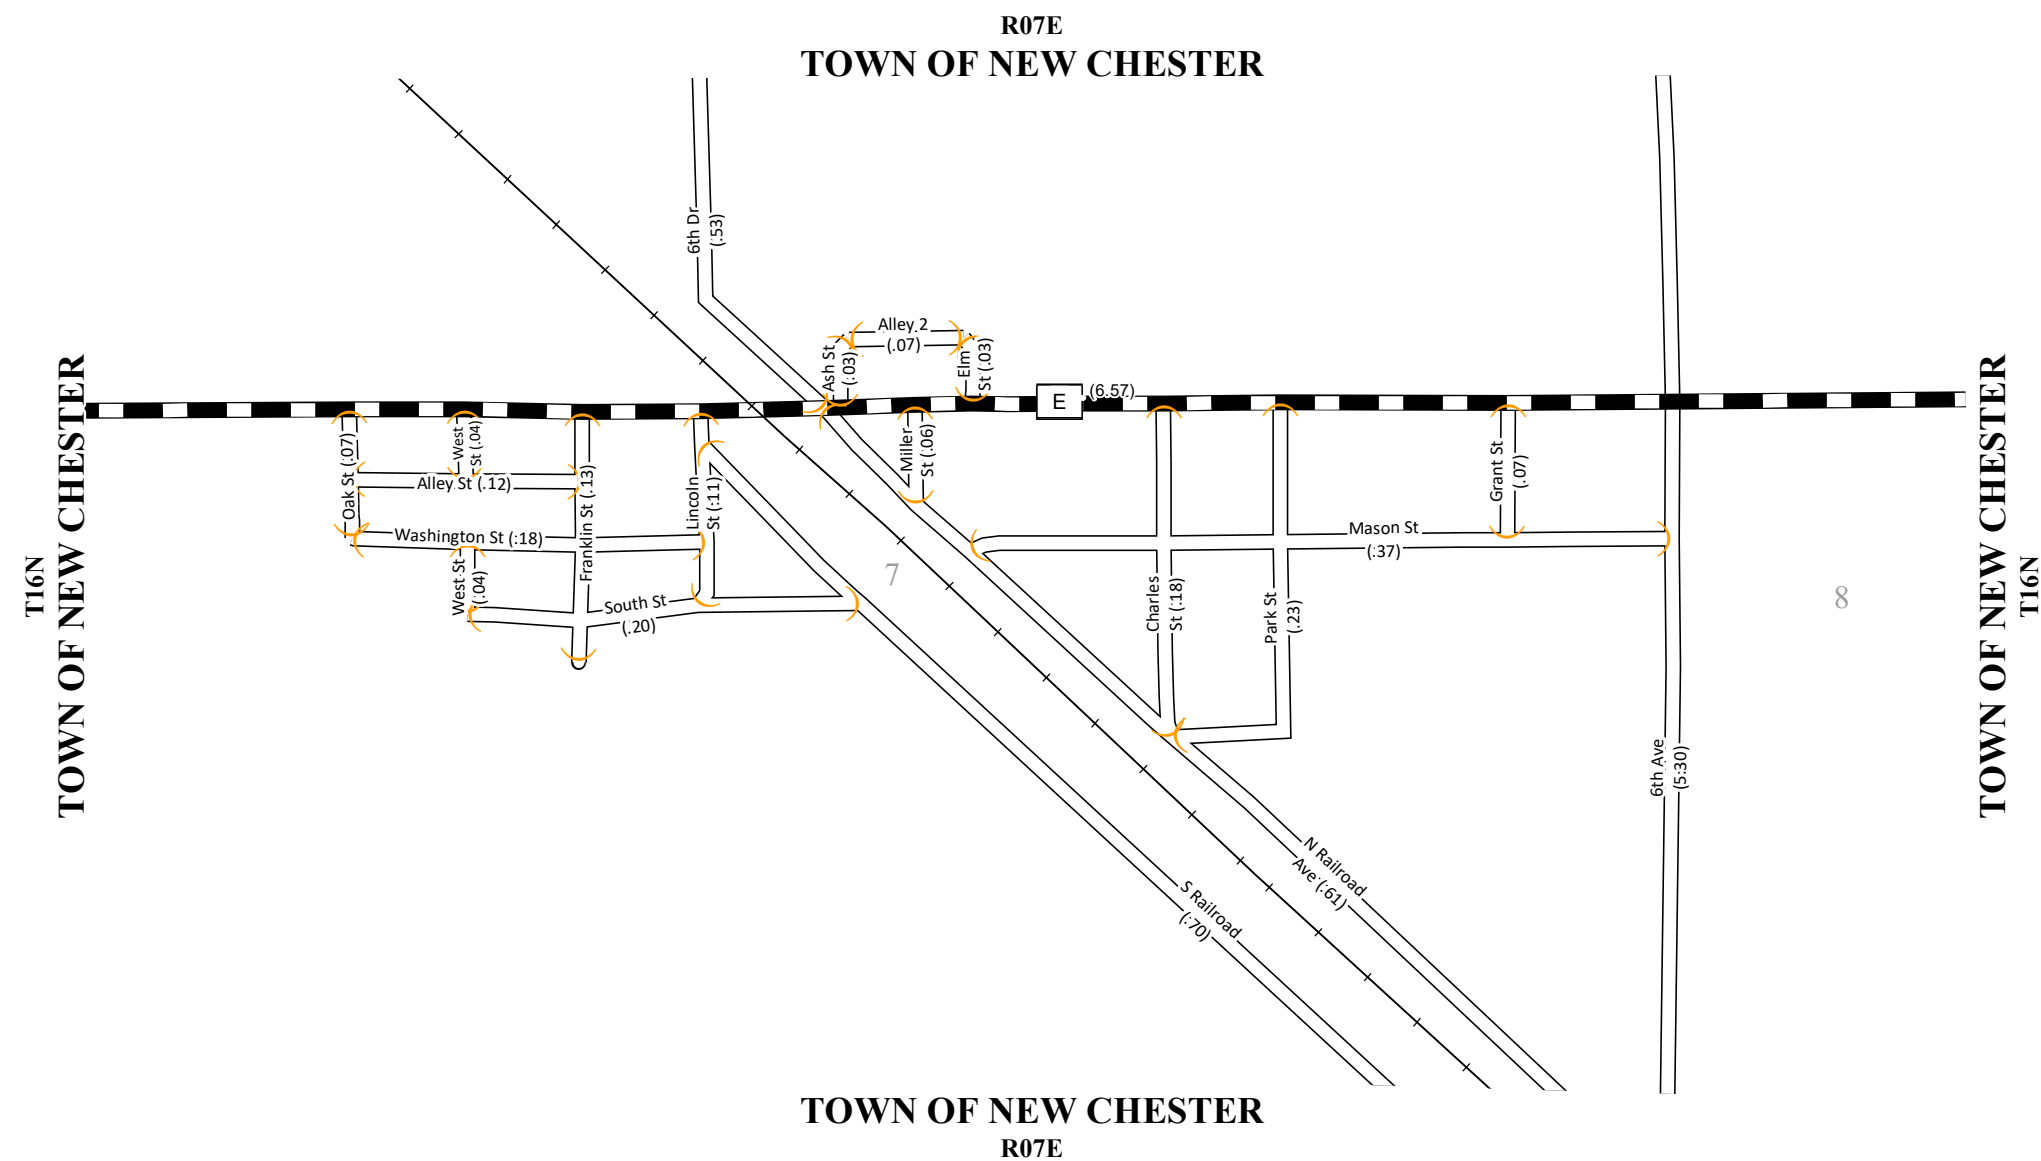 R07E
TOWN OF NEW CHESTER
6th Dr
(.53)
Alley 2
(.07)
Ash St
(.03)
Elm
St (.03)
E
(6.57)
TOWN OF NEW CHESTER
T16N
TOWN OF NEW CHESTER
T16N
Oak St (.07)
West
St (.04)
Alley St (.12)
Franklin St (.13)
Lincoln
St (.11)
Miller
St (.06)
Grant St
(.07)
Washington St (.18)
Mason St
(.37)
West St
(.04)
South St
(.20)
7
Charles
St (.18)
Park St
(.23)
8
6th Ave
(5.30)
N Railroad
Ave (.61)
S Railroad
(.70)
TOWN OF NEW CHESTER
R07E